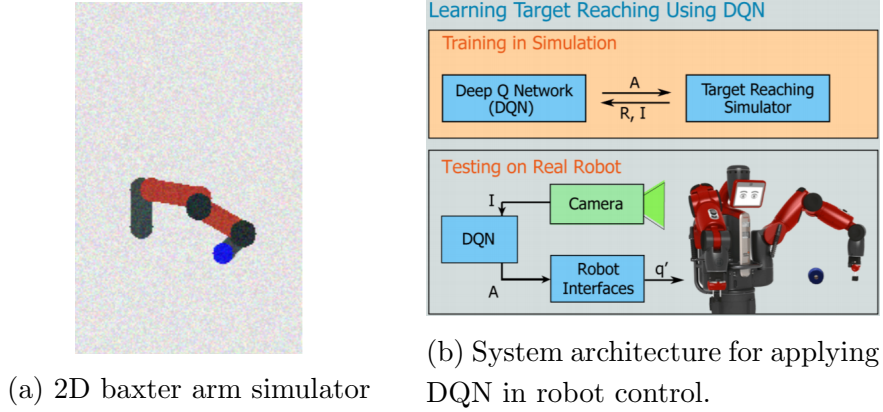 Learning Target Reaching Using DQN
Training in Simulation
Deep Q Network
(DQN)
A
R, I
Target Reaching
Simulator
Testing on Real Robot
I
Camera
DQN
A
Robot
Interfaces
q'
(a) 2D baxter arm simulator
(b) System architecture for applying
DQN in robot control.